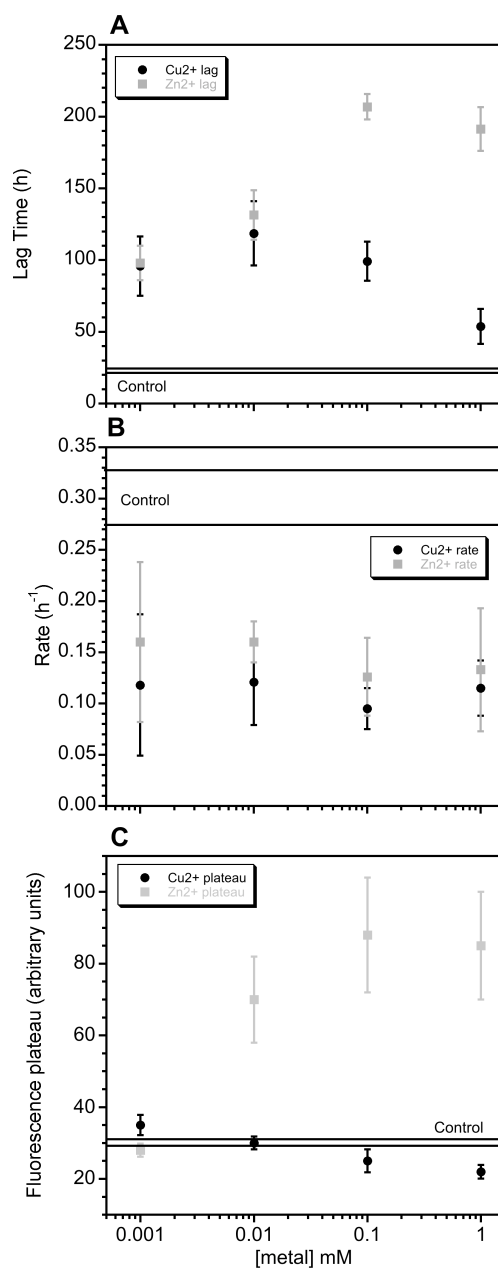 A
250
200
150
100
50
0
Lag Time (h)
Cu2+ lag
Zn2+ lag
Control
B
0.35
0.30
0.25
0.20
0.15
0.10
0.05
0.00
Rate (h-1)
Control
Cu2+ rate
Zn2+ rate
C
100
80
60
40
20
Fluorescence plateau (arbitrary units)
Cu2+ plateau
Zn2+ plateau
Control
0.001 0.01 0.1 1
[metal] mM